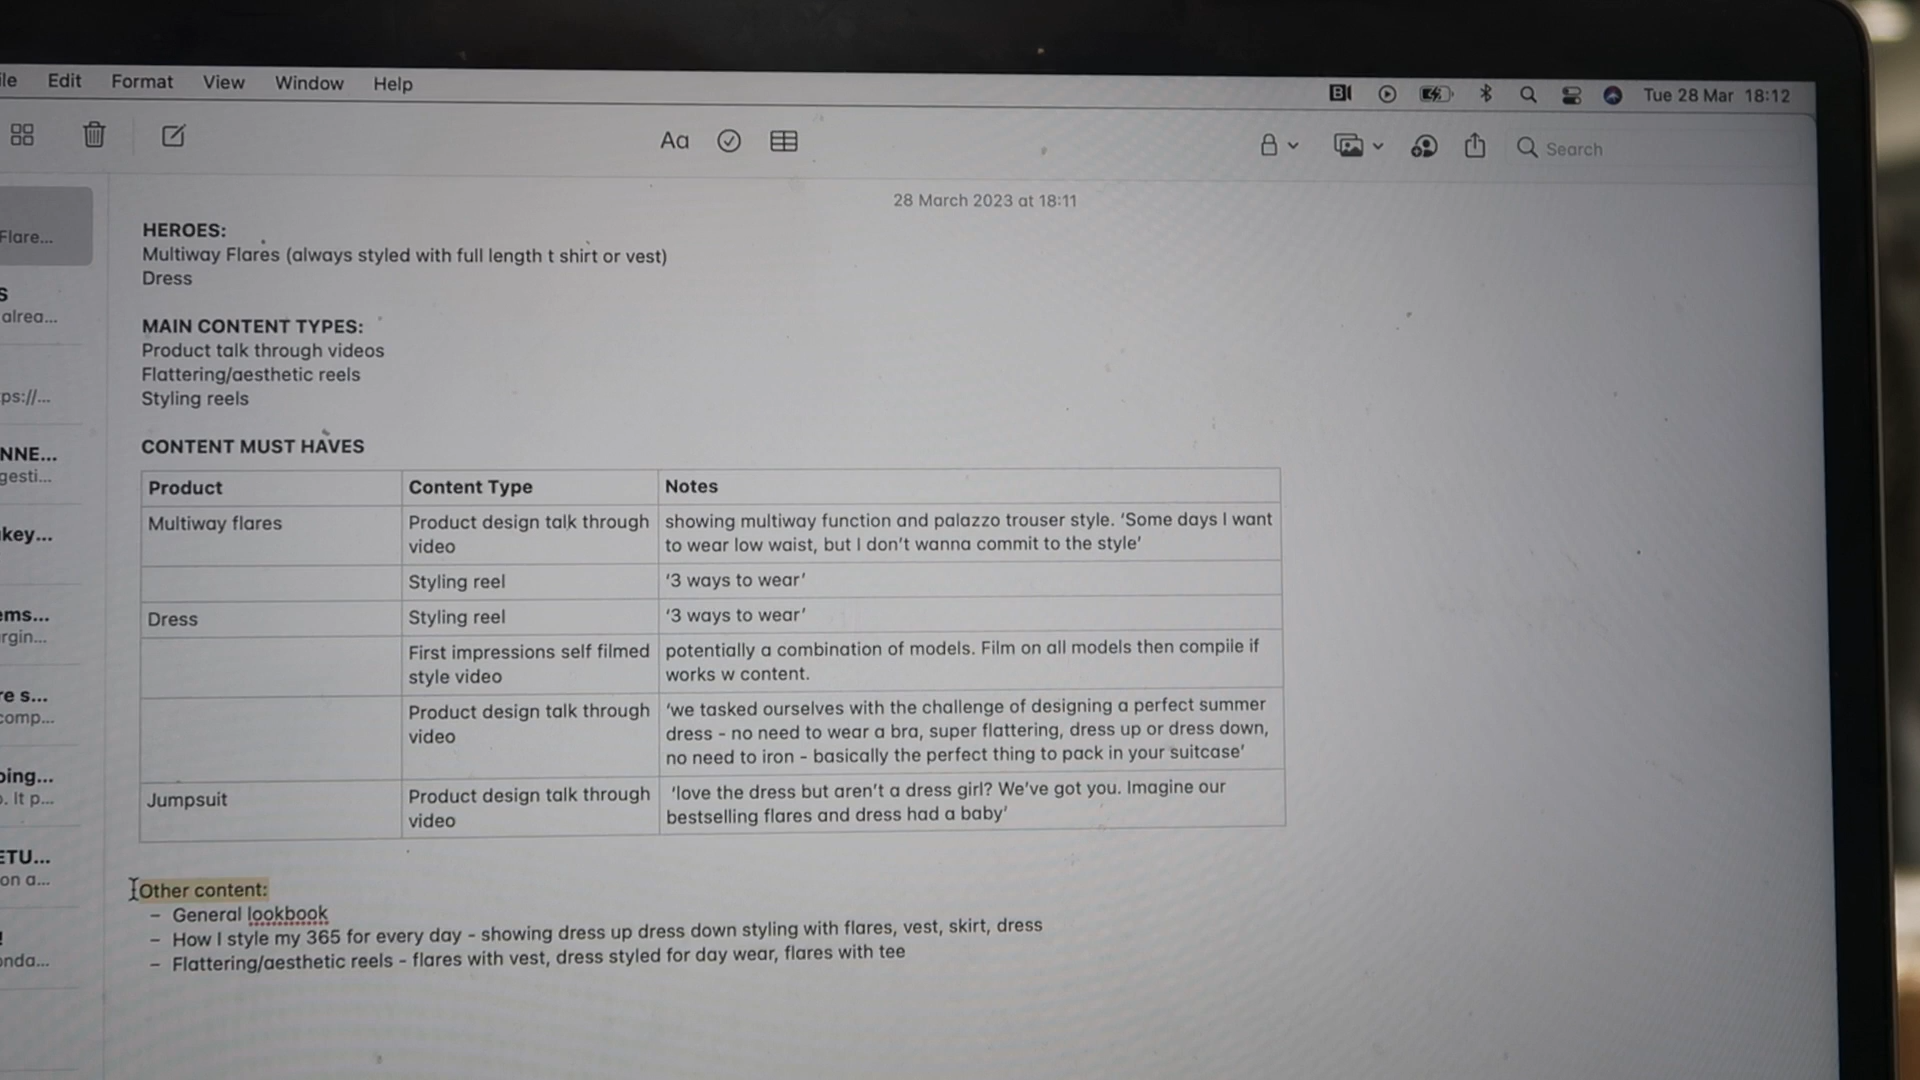 Edit Format View Window Help
Tue 28 Mar 18:12
Aa
Search
28 March 2023 at 18:11
Flare...
HEROES:
Multiway Flares (always styled with full length t shirt or vest)
Dress
S
alrea...
MAIN CONTENT TYPES:
Product talk through videos
Flattering/aesthetic reels
Styling reels
ps://...
CONTENT MUST HAVES
NNE...
gesti...
Product Content Type Notes
Multiway flares Product design talk through video showing multiway function and palazzo trouser style. ‘Some days I want
to wear low waist, but I don’t wanna commit to the style’
key...
Styling reel ‘3 ways to wear’
Dress Styling reel ‘3 ways to wear’
ems...
rgin...
First impressions self filmed style video potentially a combination of models. Film on all models then compile if
works w content.
re s...
comp...
Product design talk through video ‘we tasked ourselves with the challenge of designing a perfect summer
dress - no need to wear a bra, super flattering, dress up or dress down,
no need to iron - basically the perfect thing to pack in your suitcase’
ping...
. It p...
Jumpsuit Product design talk through video ‘love the dress but aren’t a dress girl? We’ve got you. Imagine our
bestselling flares and dress had a baby’
ETU...
on a...
Other content:
– General lookbook
– How I style my 365 for every day - showing dress up dress down styling with flares, vest, skirt, dress
– Flattering/aesthetic reels - flares with vest, dress styled for day wear, flares with tee
!
onda...